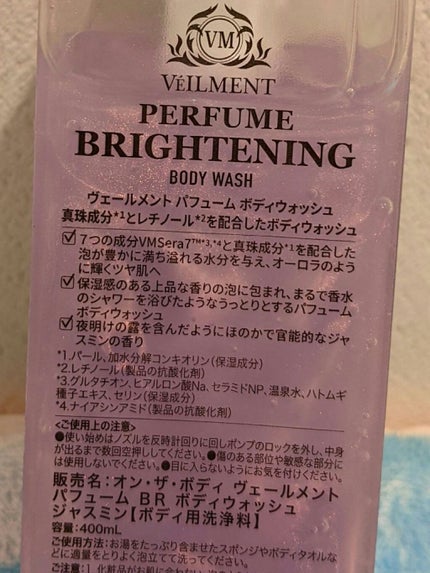 VM
VĒILMENT
PERFUME
BRIGHTENING
BODY WASH
ヴェールメント パフューム ボディウォッシュ
真珠成分*1とレチノール*2を配合したボディウォッシュ
7つの成分VMSera7™*3,*4と真珠成分*1を配合した
泡が豊かに満ち溢れる水分を与え、オーロラのよう
に輝くツヤ肌へ
保湿感のある上品な香りの泡に包まれ、まるで香水
のシャワーを浴びたようなうっとりとするパフューム
ボディウォッシュ
夜明けの露を含んだようにほのかで官能的なジャ
スミンの香り
*1.パール、加水分解コンキオリン（保湿成分）
*2.レチノール（製品の抗酸化剤）
*3.グルタチオン、ヒアルロン酸Na、セラミドNP、温泉水、ハトムギ
種子エキス、セリン（保湿成分）
*4.ナイアシンアミド（製品の抗酸化剤）
<ご使用上の注意>
●使い始めはノズルを反時計回りに回しポンプのロックを外し、中身
が出るまで数回空押ししてください。●傷のある部位や敏感な部分に
は使用しないでください。●目に入らないようにお気を付けください。
販売名：オン・ザ・ボディ ヴェールメント
パフューム BR ボディウォッシュ
ジャスミン【ボディ用洗浄料】
容量：400mL
ご使用方法：お湯をたっぷり含ませたスポンジやボディタオルな
どに適量をとりよく泡立てて洗ってください。
ご注意：1. 化粧品がお肌に合わない